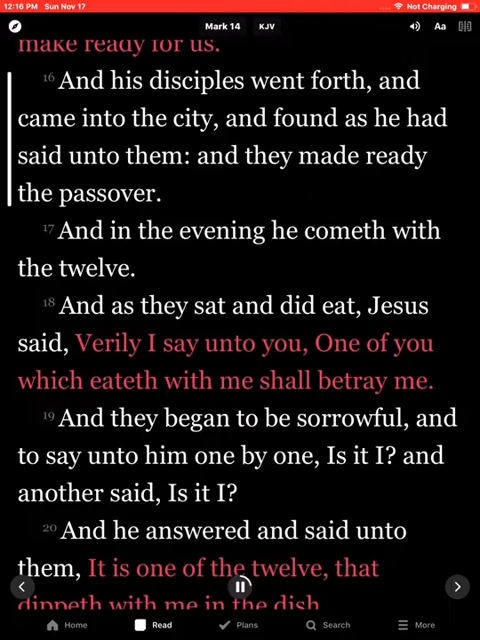 12:16 PM Sun Nov 17 Not Charging
Mark 14 KJV Aa
make ready for us.
16 And his disciples went forth, and
came into the city, and found as he had
said unto them: and they made ready
the passover.
17 And in the evening he cometh with
the twelve.
18 And as they sat and did eat, Jesus
said, Verily I say unto you, One of you
which eateth with me shall betray me.
19 And they began to be sorrowful, and
to say unto him one by one, Is it I? and
another said, Is it I?
20 And he answered and said unto
them, It is one of the twelve, that
dippeth with me in the dish.
Home Read Plans Search More